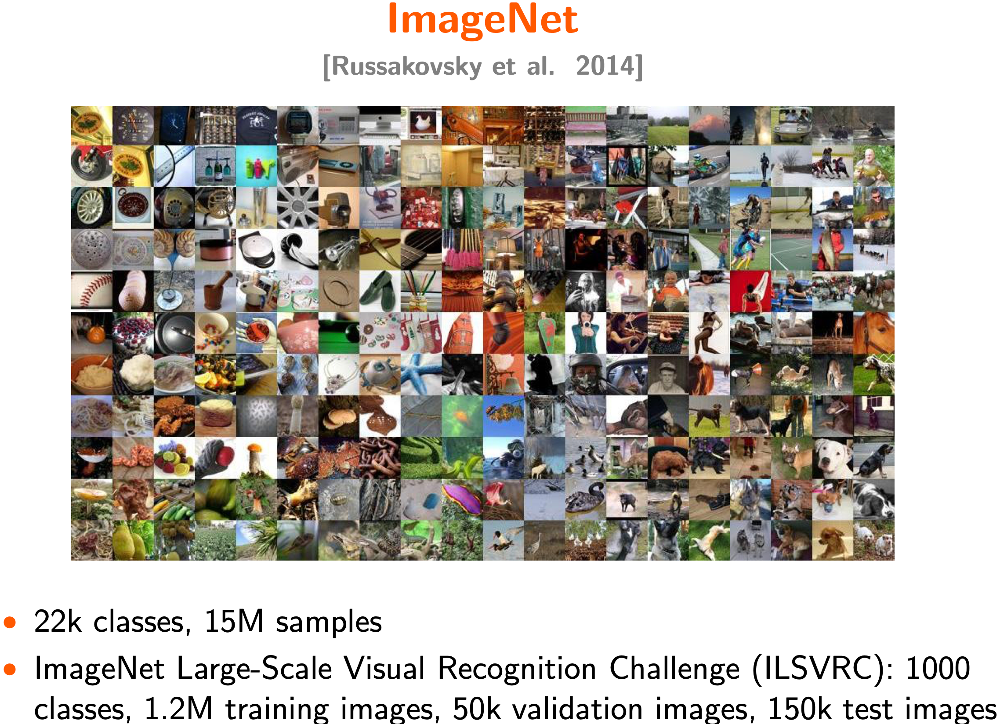 ImageNet
[Russakovsky et al. 2014]
• 22k classes, 15M samples
• ImageNet Large-Scale Visual Recognition Challenge (ILSVRC): 1000
classes, 1.2M training images, 50k validation images, 150k test images